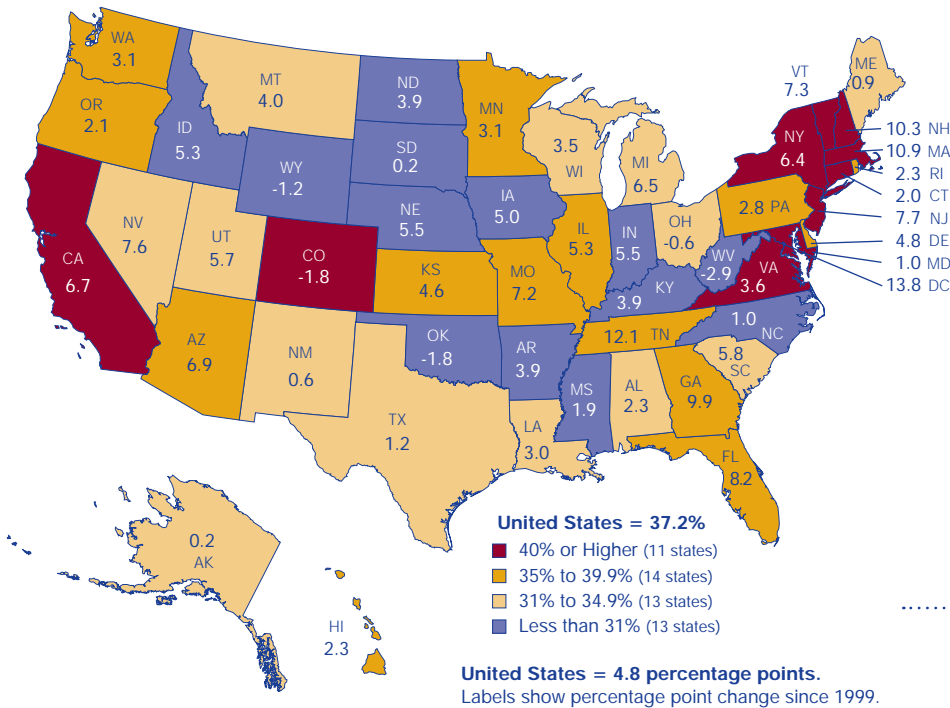 WA
3.1
OR
2.1
CA
6.7
NV
7.6
ID
5.3
MT
4.0
WY
-1.2
UT
5.7
CO
-1.8
AZ
6.9
NM
0.6
ND
3.9
SD
0.2
NE
5.5
KS
4.6
OK
-1.8
TX
1.2
MN
3.1
IA
5.0
MO
7.2
AR
3.9
LA
3.0
3.5
WI
IL
5.3
MI
6.5
IN
5.5
OH
-0.6
KY
3.9
12.1 TN
MS
1.9
AL
2.3
GA
9.9
FL
8.2
5.8
SC
1.0
NC
VA
3.6
WV
-2.9
2.8 PA
NY
6.4
VT
7.3
ME
0.9
10.3 NH
10.9 MA
2.3 RI
2.0 CT
7.7 NJ
4.8 DE
1.0 MD
13.8 DC
0.2
AK
HI
2.3
United States = 37.2%
40% or Higher (11 states)
35% to 39.9% (14 states)
31% to 34.9% (13 states)
Less than 31% (13 states)
......
United States = 4.8 percentage points.
Labels show percentage point change since 1999.